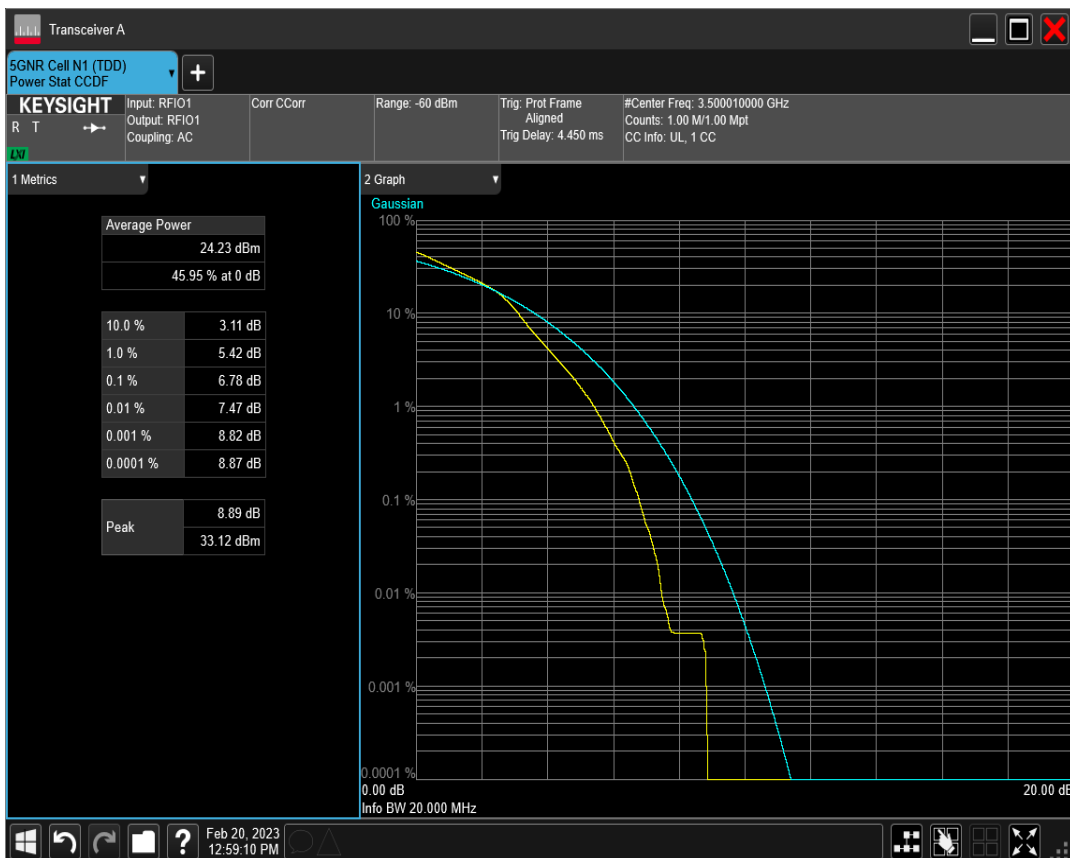 Transceiver A
5GNR Cell N1 (TDD)
Power Stat CCDF
KEYSIGHT
R T
LXI
Input: RFIO1
Output: RFIO1
Coupling: AC
Corr CCorr
Range: -60 dBm
Trig: Prot Frame
Aligned
Trig Delay: 4.450 ms
#Center Freq: 3.500010000 GHz
Counts: 1.00 M/1.00 Mpt
CC Info: UL, 1 CC
1 Metrics
Average Power
24.23 dBm
45.95 % at 0 dB
10.0 % 3.11 dB
1.0 % 5.42 dB
0.1 % 6.78 dB
0.01 % 7.47 dB
0.001 % 8.82 dB
0.0001 % 8.87 dB
Peak
8.89 dB
33.12 dBm
2 Graph
Gaussian
100 %
10 %
1 %
0.1 %
0.01 %
0.001 %
0.0001 %
0.00 dB 20.00 dB
Info BW 20.000 MHz
?
Feb 20, 2023
12:59:10 PM